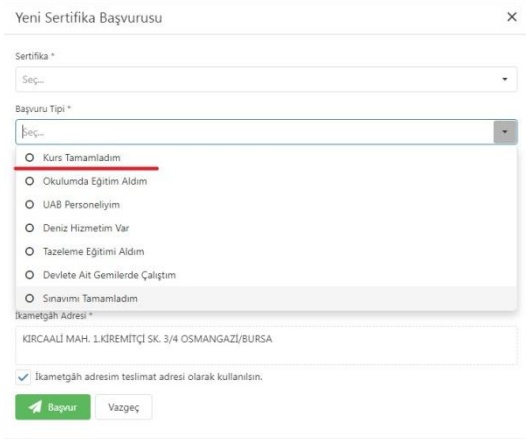 Yeni Sertifika Başvurusu
Sertifika *
Seç...
Başvuru Tipi *
Seç...
Kurs Tamamladım
Okulumda Eğitim Aldım
UAB Personeliyim
Deniz Hizmetim Var
Tazeleme Eğitimi Aldım
Devlete Ait Gemilerde Çalıştım
Sınavımı Tamamladım
İkametgâh Adresi *
KIRCAALİ MAH. 1.KİREMİTÇİ SK. 3/4 OSMANGAZİ/BURSA
İkametgâh adresim teslimat adresi olarak kullanılsın.
Başvur Vazgeç